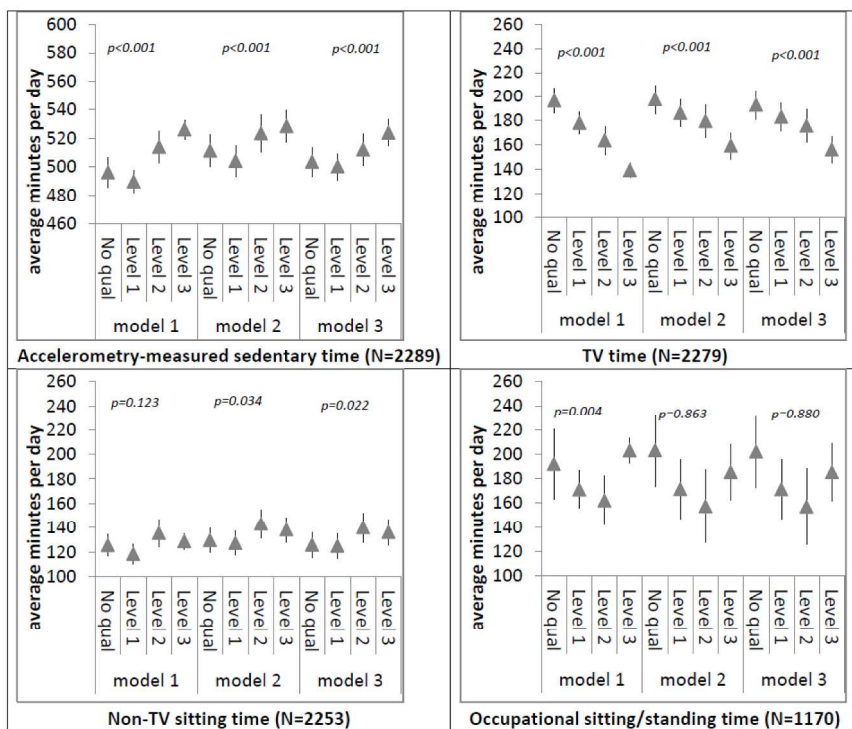 600
580
560
540
520
500
480
460
average minutes per day
p<0.001
p<0.001
p<0.001
No qual
Level 1
Level 2
Level 3
No qual
Level 1
Level 2
Level 3
No qual
Level 1
Level 2
Level 3
model 1
model 2
model 3
Accelerometry-measured sedentary time (N=2289)
260
240
220
200
180
160
140
120
100
average minutes per day
p<0.001
p<0.001
p<0.001
No qual
Level 1
Level 2
Level 3
No qual
Level 1
Level 2
Level 3
No qual
Level 1
Level 2
Level 3
model 1
model 2
model 3
TV time (N=2279)
260
240
220
200
180
160
140
120
100
average minutes per day
p=0.123
p=0.034
p=0.022
No qual
Level 1
Level 2
Level 3
No qual
Level 1
Level 2
Level 3
No qual
Level 1
Level 2
Level 3
model 1
model 2
model 3
Non-TV sitting time (N=2253)
260
240
220
200
180
160
140
120
100
average minutes per day
p=0.004
p=0.863
p=0.880
No qual
Level 1
Level 2
Level 3
No qual
Level 1
Level 2
Level 3
No qual
Level 1
Level 2
Level 3
model 1
model 2
model 3
Occupational sitting/standing time (N=1170)